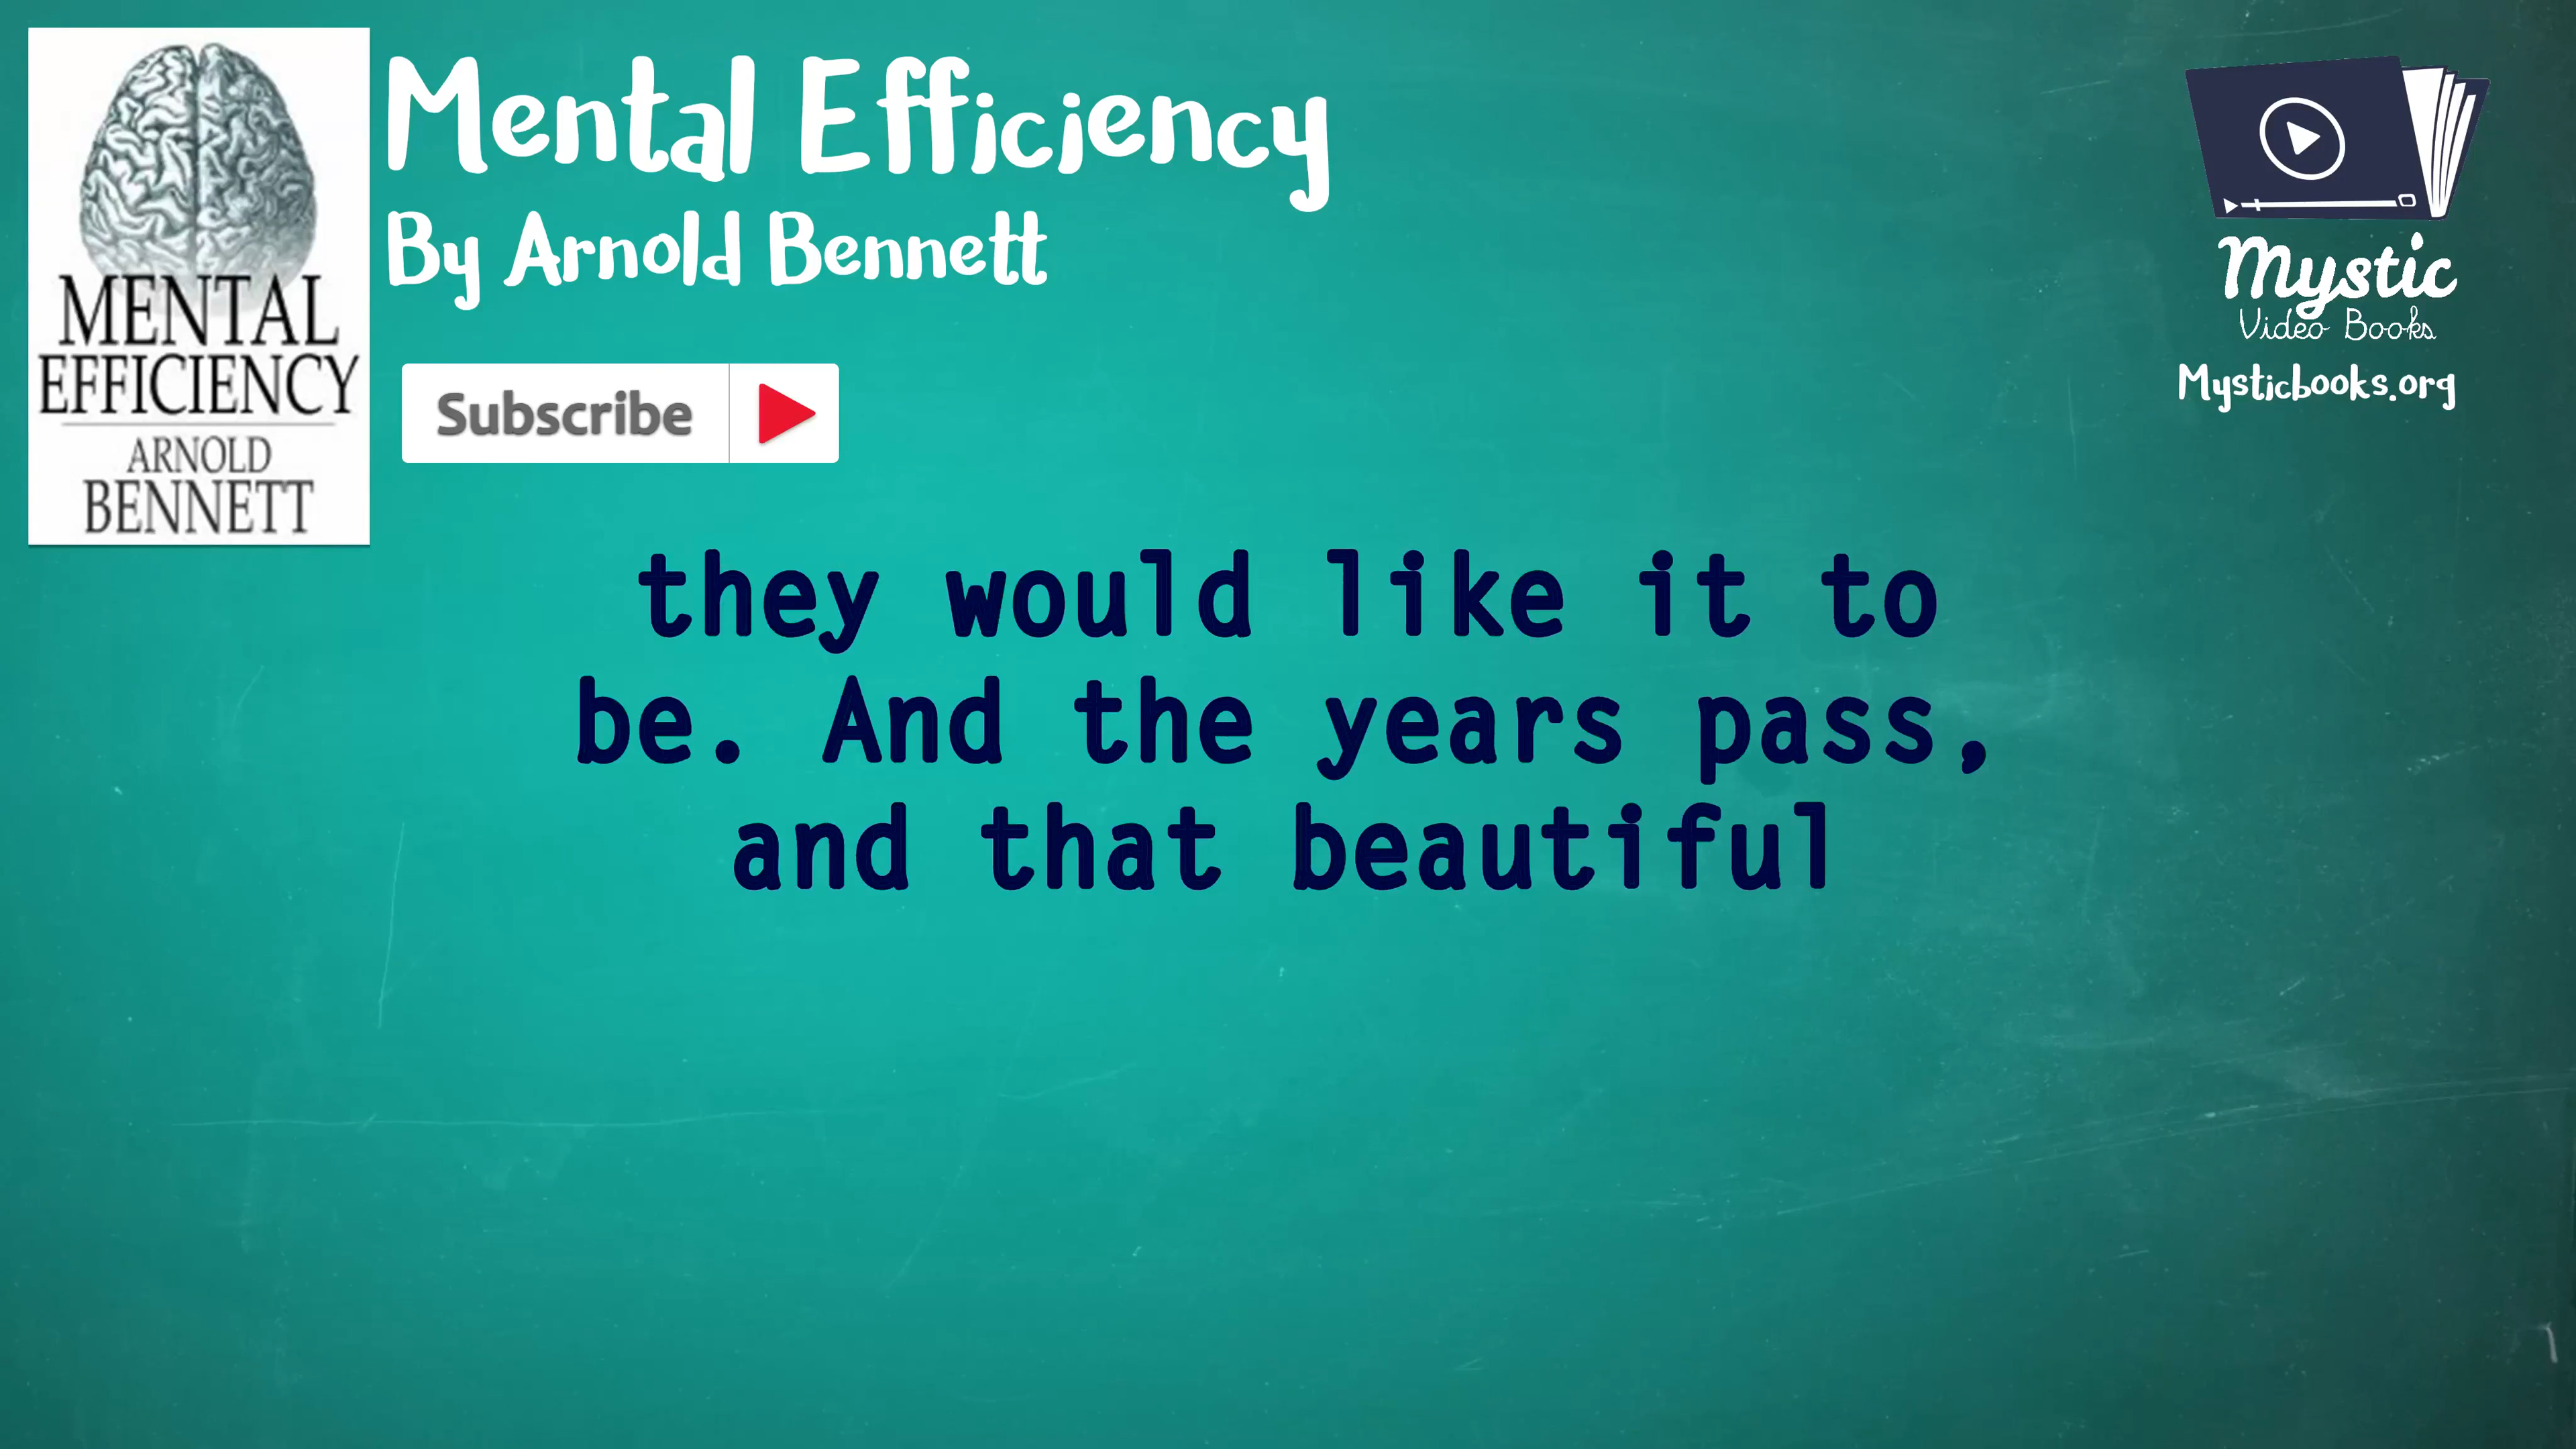 MENTAL
EFFICIENCY
ARNOLD
BENNETT
Mental Efficiency
By Arnold Bennett
Subscribe
Mystic
Video Books
Mysticbooks.org
they would like it to
be. And the years pass,
and that beautiful